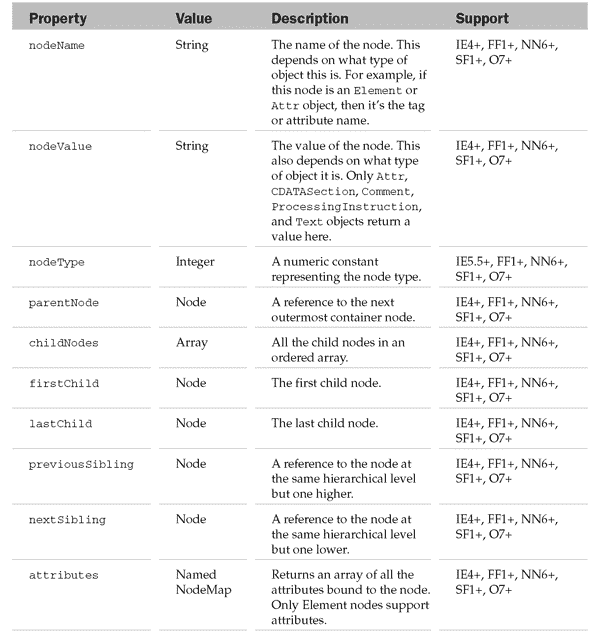 Property Value Description Support
nodeName String The name of the node. This IE4+, FF1+, NN6+,
depends on what type of SF1+, O7+
object this is. For example, if
this node is an Element or
Attr object, then it's the tag
or attribute name.
nodeValue String The value of the node. This IE4+, FF1+, NN6+,
also depends on what type SF1+, O7+
of object it is. Only Attr,
CDATASection, Comment,
ProcessingInstruction,
and Text objects return a
value here.
nodeType Integer A numeric constant IE5.5+, FF1+, NN6+,
representing the node type. SF1+, O7+
parentNode Node A reference to the next IE4+, FF1+, NN6+,
outermost container node. SF1+, O7+
childNodes Array All the child nodes in an IE4+, FF1+, NN6+,
ordered array. SF1+, O7+
firstChild Node The first child node. IE4+, FF1+, NN6+,
SF1+, O7+
lastChild Node The last child node. IE4+, FF1+, NN6+,
SF1+, O7+
previousSibling Node A reference to the node at IE4+, FF1+, NN6+,
the same hierarchical level SF1+, O7+
but one higher.
nextSibling Node A reference to the node at IE4+, FF1+, NN6+,
the same hierarchical level SF1+, O7+
but one lower.
attributes Named Returns an array of all the IE4+, FF1+, NN6+,
NodeMap attributes bound to the node. SF1+, O7+
Only Element nodes support
attributes.